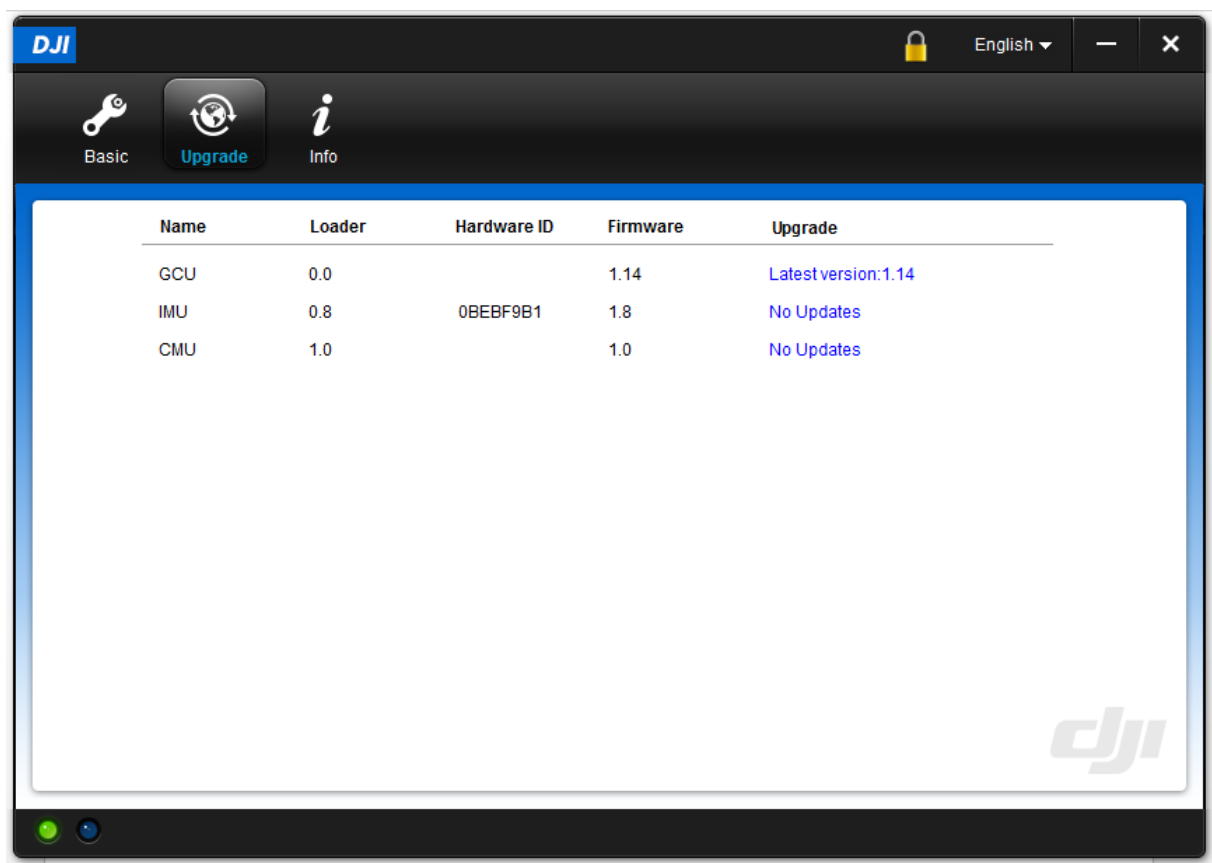 DJI English
Basic Upgrade Info
Name Loader Hardware ID Firmware Upgrade
GCU 0.0 1.14 Latest version:1.14
IMU 0.8 0BEBF9B1 1.8 No Updates
CMU 1.0 1.0 No Updates
dji